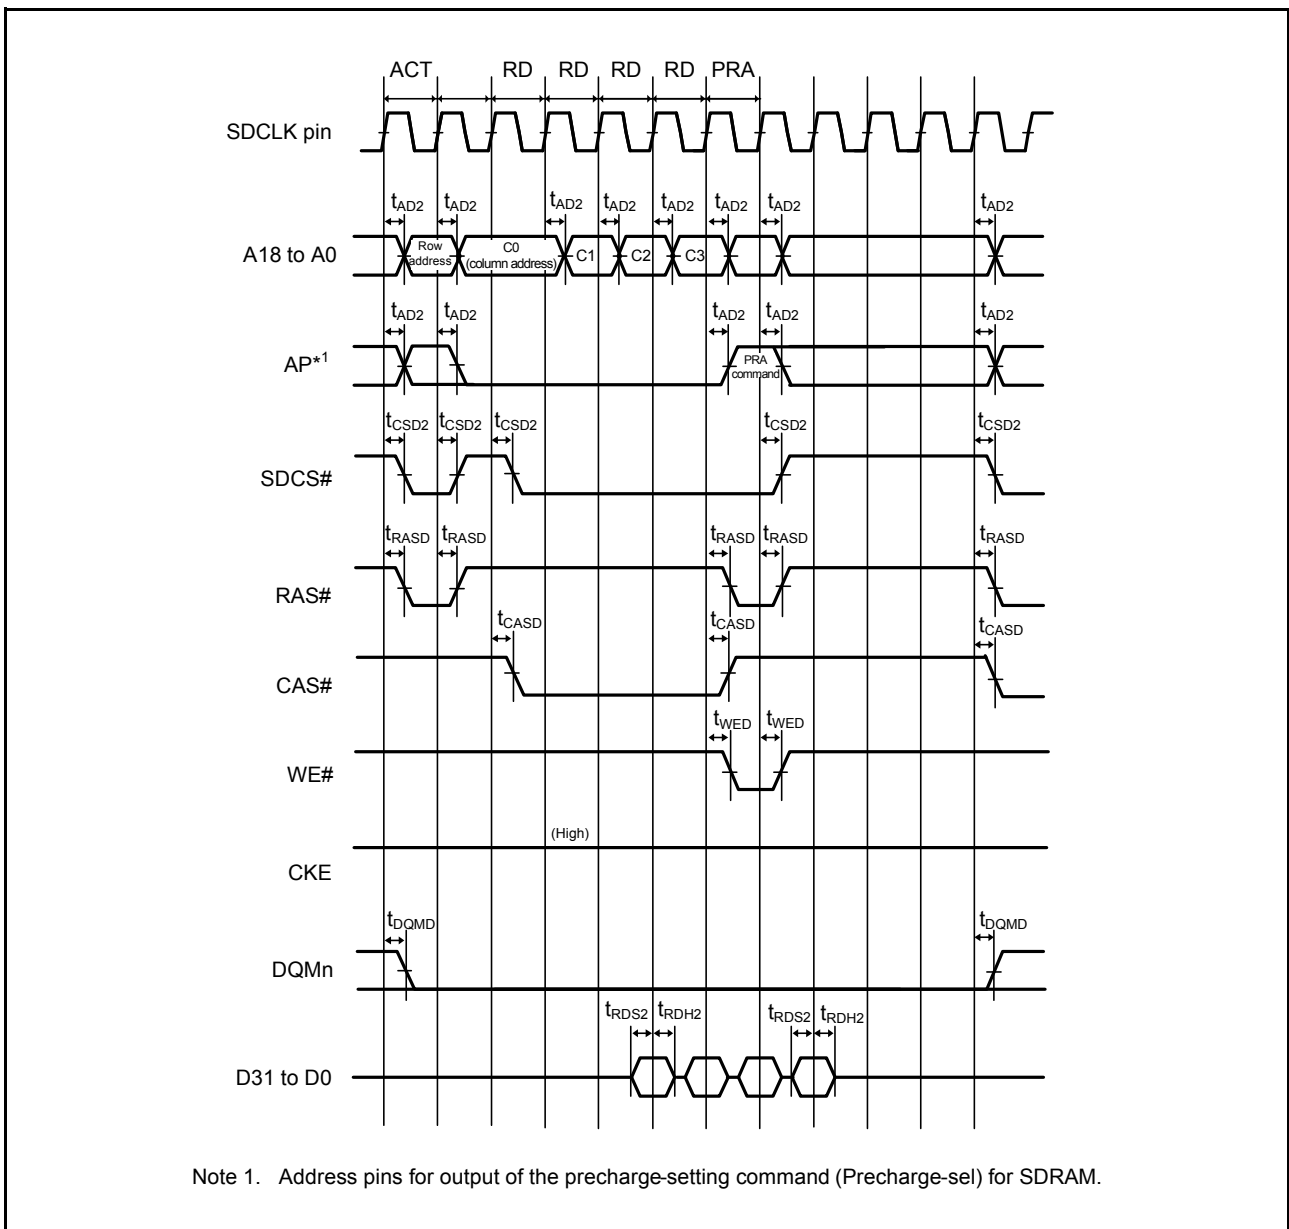 ACT RD RD RD RD PRA
SDCLK pin
tAD2 tAD2 tAD2 tAD2 tAD2 tAD2 tAD2 tAD2
A18 to A0
Row address
C0 (column address)
C1
C2
C3
tAD2 tAD2 tAD2 tAD2 tAD2
AP*1
PRA command
tCSD2 tCSD2 tCSD2 tCSD2 tCSD2
SDCS#
tRASD tRASD tRASD tRASD tRASD
RAS#
tCASD tCASD tCASD
CAS#
tWED tWED
WE#
(High)
CKE
tDQMD tDQMD
DQMn
tRDS2 tRDH2 tRDS2 tRDH2
D31 to D0
Note 1. Address pins for output of the precharge-setting command (Precharge-sel) for SDRAM.